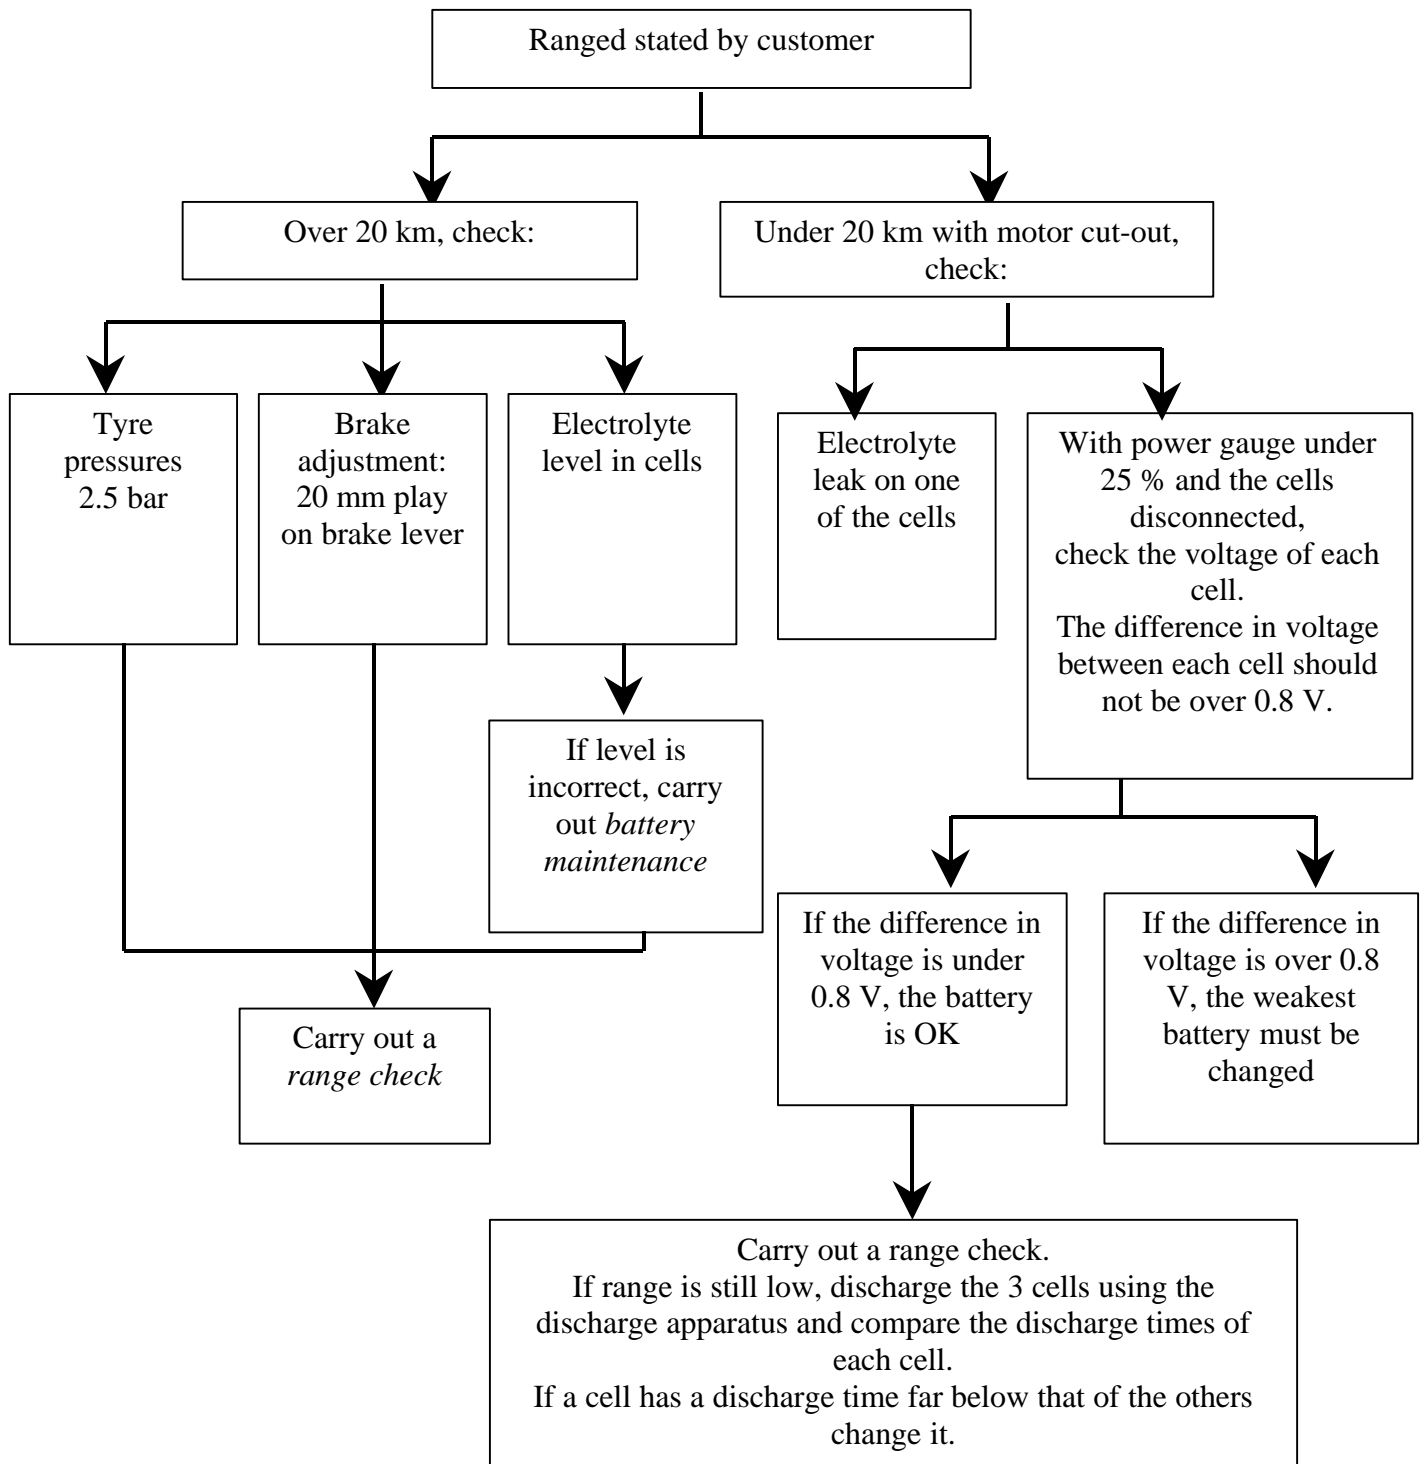 Ranged stated by customer
Over 20 km, check:
Under 20 km with motor cut-out,
check:
Tyre
pressures
2.5 bar
Brake
adjustment:
20 mm play
on brake lever
Electrolyte
level in cells
Electrolyte
leak on one
of the cells
With power gauge under
25 % and the cells
disconnected,
check the voltage of each
cell.
The difference in voltage
between each cell should
not be over 0.8 V.
If level is
incorrect, carry
out battery
maintenance
If the difference in
voltage is under
0.8 V, the battery
is OK
If the difference in
voltage is over 0.8
V, the weakest
battery must be
changed
Carry out a
range check
Carry out a range check.
If range is still low, discharge the 3 cells using the
discharge apparatus and compare the discharge times of
each cell.
If a cell has a discharge time far below that of the others
change it.